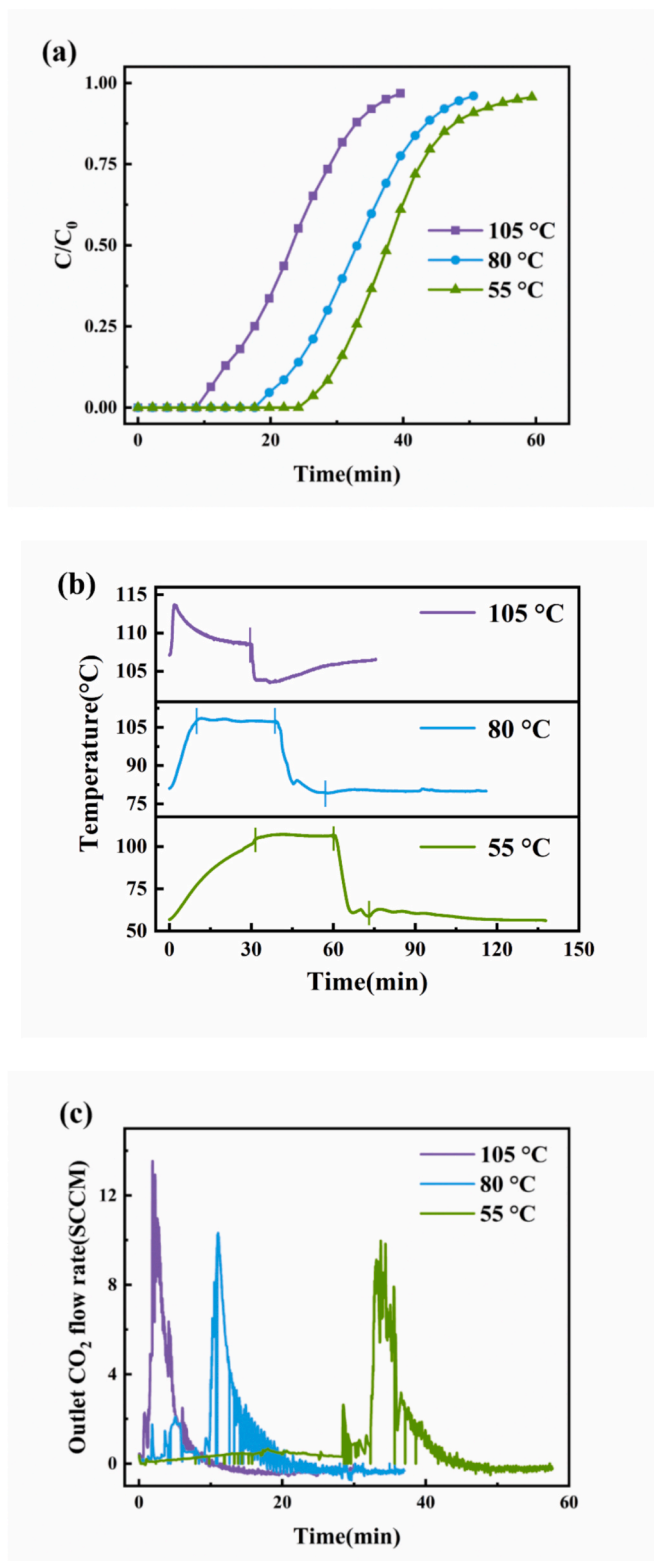 (a)
1.00
0.75
0.50
0.25
0.00
C/C₀
105 °C
80 °C
55 °C
0
20
40
60
Time(min)
(b)
115
110
105
105 °C
105
90
75
80 °C
100
75
50
55 °C
Temperature(°C)
0
30
60
90
120
150
Time(min)
(c)
12
8
4
0
Outlet CO₂ flow rate(SCCM)
105 °C
80 °C
55 °C
0
20
40
60
Time(min)